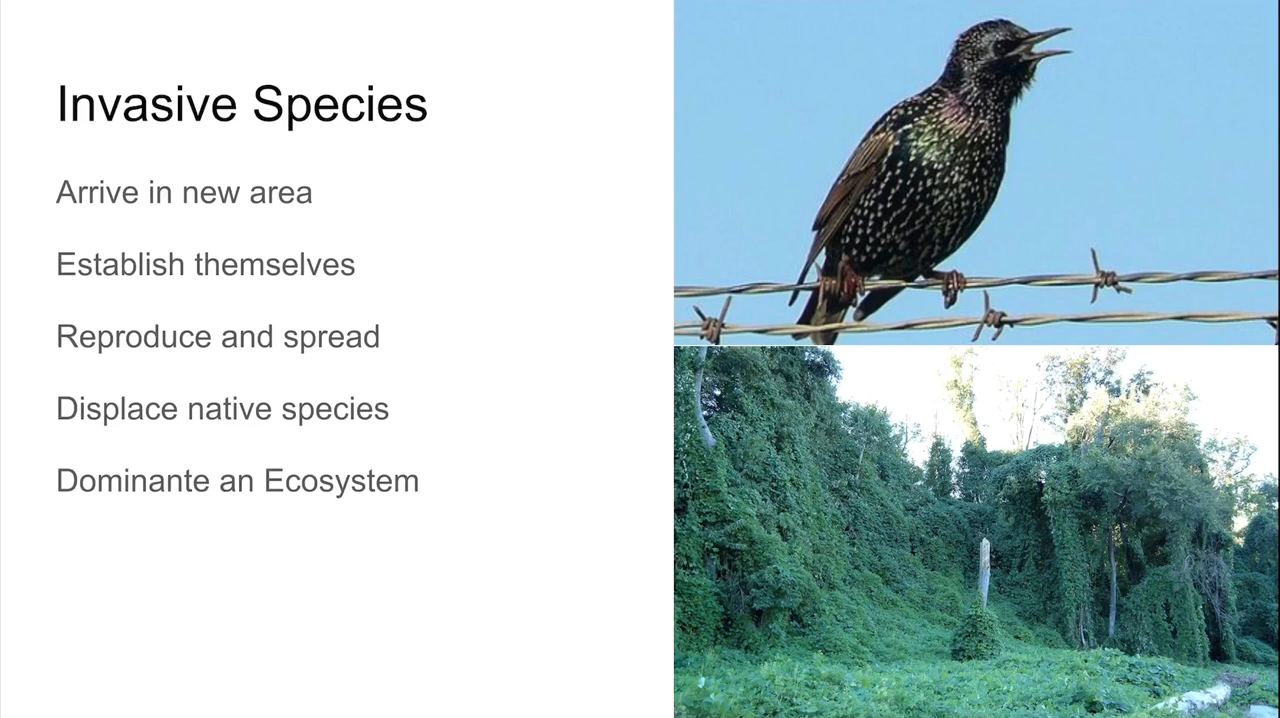 Invasive Species
Arrive in new area
Establish themselves
Reproduce and spread
Displace native species
Dominante an Ecosystem